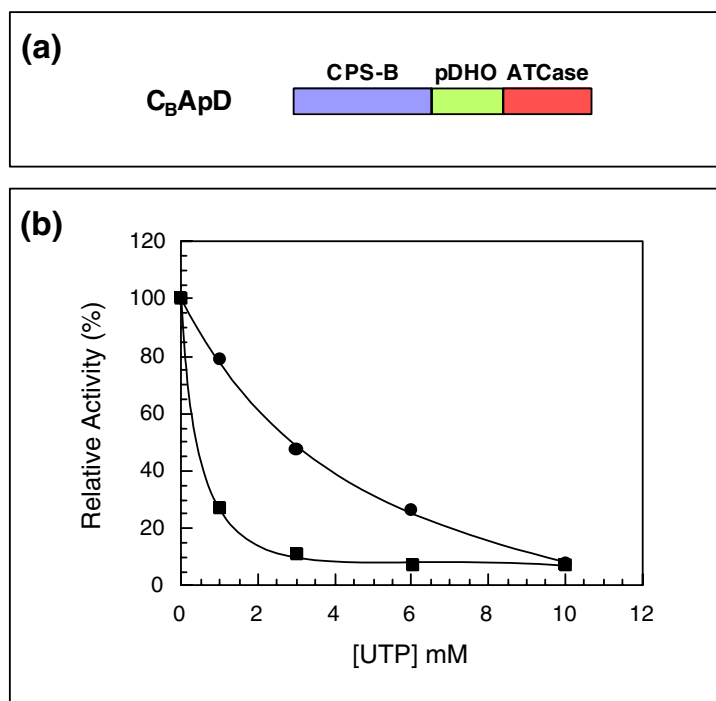 (a)
CPS-B pDHO ATCase
C_BApD
(b)
120
100
80
60
40
20
0
Relative Activity (%)
0 2 4 6 8 10 12
[UTP] mM